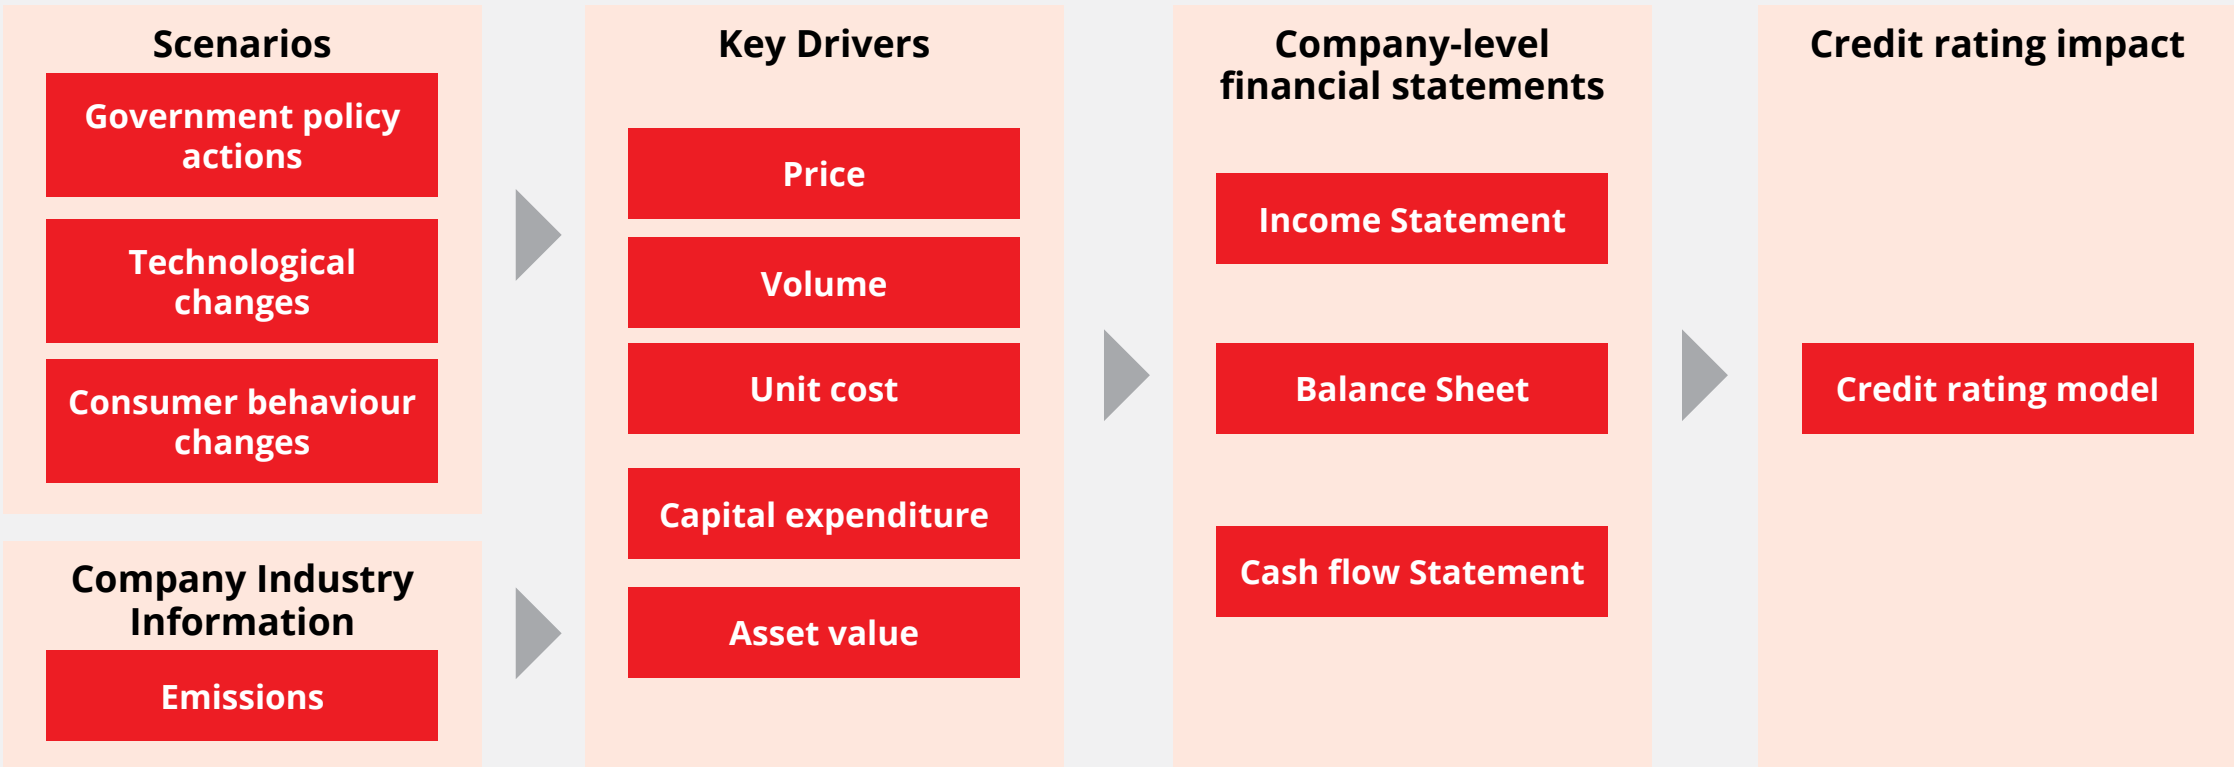 Scenarios
Government policy
actions
Technological
changes
Consumer behaviour
changes
Company Industry
Information
Emissions
Key Drivers
Price
Volume
Unit cost
Capital expenditure
Asset value
Company-level
financial statements
Income Statement
Balance Sheet
Cash flow Statement
Credit rating impact
Credit rating model